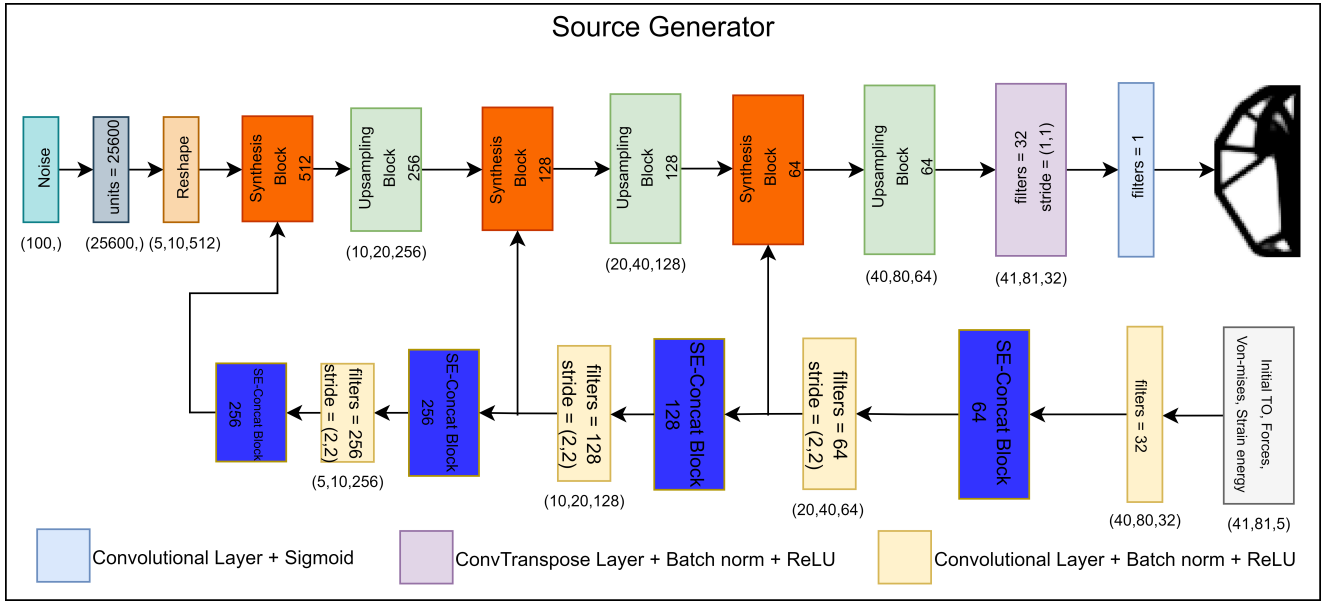 Source Generator
Noise
(100,)
units = 25600
(25600,)
Reshape
(5,10,512)
Synthesis
Block
512
Upsampling
Block
256
(10,20,256)
Synthesis
Block
128
Upsampling
Block
128
(20,40,128)
Synthesis
Block
64
Upsampling
Block
64
(40,80,64)
filters = 32
stride = (1,1)
(41,81,32)
filters = 1
SE-Concat Block
256
filters = 256
stride = (2,2)
(5,10,256)
SE-Concat Block
256
filters = 128
stride = (2,2)
(10,20,128)
SE-Concat Block
128
filters = 64
stride = (2,2)
(20,40,64)
SE-Concat Block
64
filters = 32
(40,80,32)
Initial TO, Forces,
Von-mises, Strain energy
(41,81,5)
Convolutional Layer + Sigmoid
ConvTranspose Layer + Batch norm + ReLU
Convolutional Layer + Batch norm + ReLU